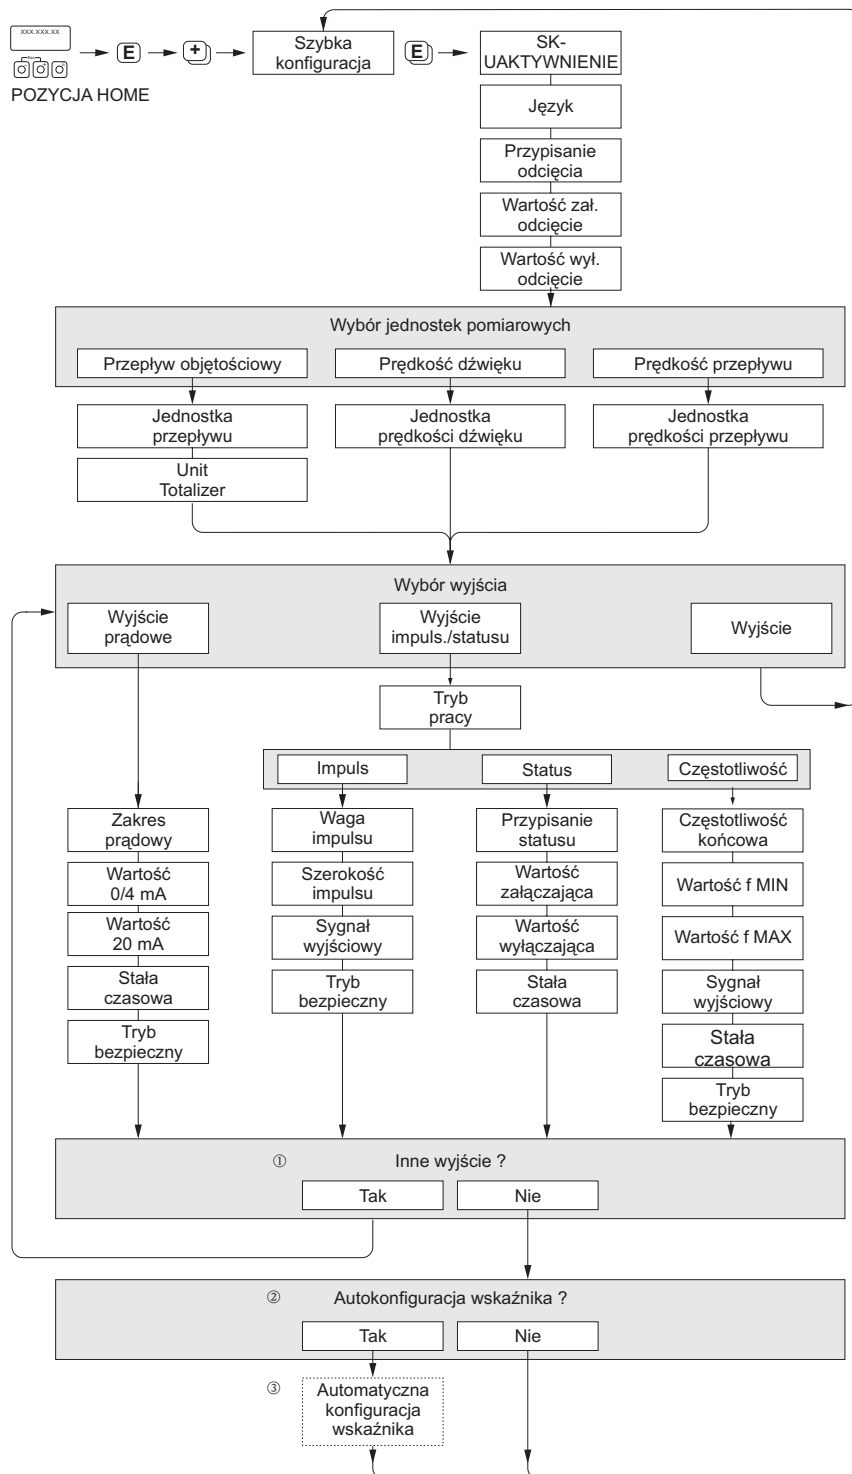 XXX.XXX.XX
Esc
E
+
Szybka
konfiguracja
E
SK-
UAKTYWNIENIE
POZYCJA HOME
Język
Przypisanie
odcięcia
Wartość zał.
odcięcie
Wartość wył.
odcięcie
Wybór jednostek pomiarowych
Przepływ objętościowy
Prędkość dźwięku
Prędkość przepływu
Jednostka
przepływu
Jednostka
prędkości dźwięku
Jednostka
prędkości przepływu
Unit
Totalizer
Wybór wyjścia
Wyjście
prądowe
Wyjście
impuls./statusu
Wyjście
Tryb
pracy
Impuls
Status
Częstotliwość
Zakres
prądowy
Wartość
0/4 mA
Wartość
20 mA
Stała
czasowa
Tryb
bezpieczny
Waga
impulsu
Szerokość
impulsu
Sygnał
wyjściowy
Tryb
bezpieczny
Przypisanie
statusu
Wartość
załączająca
Wartość
wyłączająca
Stała
czasowa
Częstotliwość
końcowa
Wartość f MIN
Wartość f MAX
Sygnał
wyjściowy
Stała
czasowa
Tryb
bezpieczny
① Inne wyjście ?
Tak
Nie
② Autokonfiguracja wskaźnika ?
Tak
Nie
③ Automatyczna
konfiguracja
wskaźnika